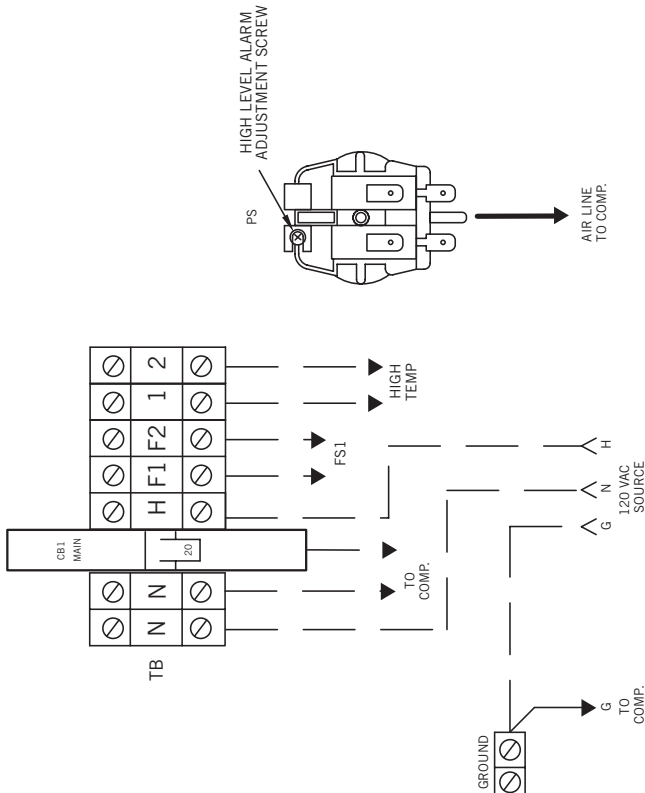 HIGH LEVEL ALARM
ADJUSTMENT SCREW
PS
AIR LINE
TO COMP.
CB1
MAIN
20
TB
N
N
H
F1
F2
1
2
HIGH
TEMP
FS1
TO
COMP.
G
N
H
120 VAC
SOURCE
GROUND
G
TO
COMP.